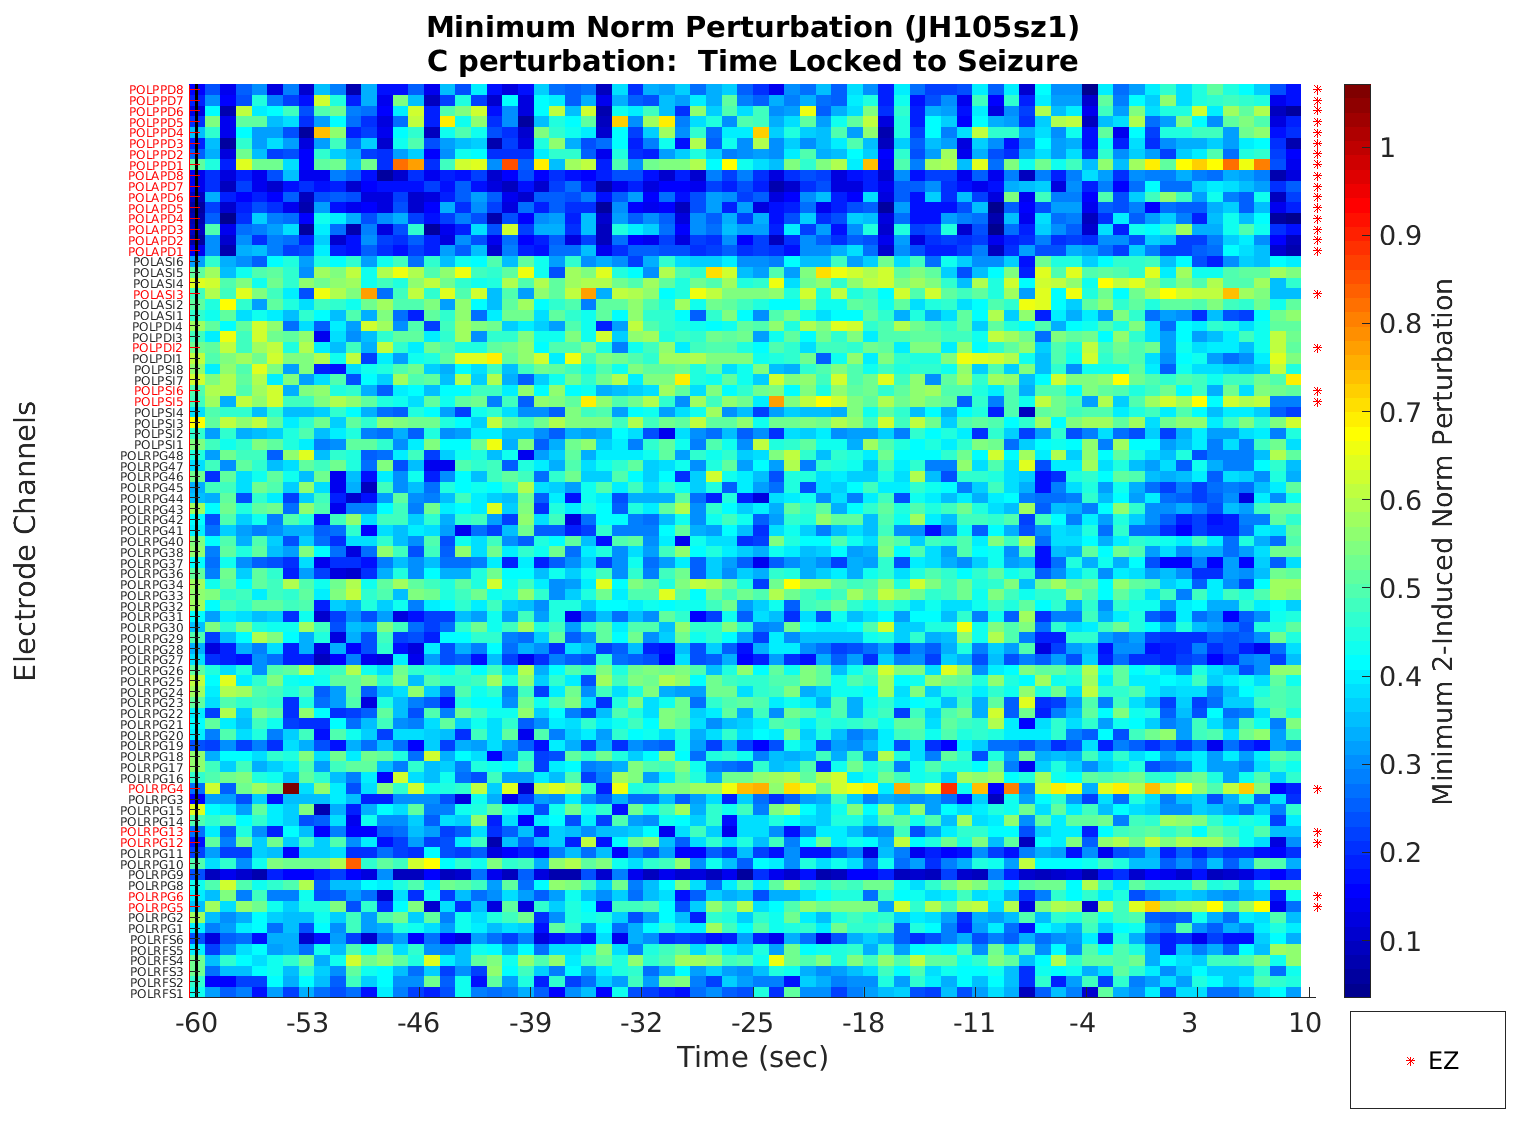 Minimum Norm Perturbation (JH105sz1)
C perturbation:  Time Locked to Seizure
Electrode Channels
POLPPD8
POLPPD7
POLPPD6
POLPPD5
POLPPD4
POLPPD3
POLPPD2
POLPPD1
POLAPD8
POLAPD7
POLAPD6
POLAPD5
POLAPD4
POLAPD3
POLAPD2
POLAPD1
POLASI6
POLASI5
POLASI4
POLASI3
POLASI2
POLASI1
POLPDI4
POLPDI3
POLPDI2
POLPDI1
POLPSI8
POLPSI7
POLPSI6
POLPSI5
POLPSI4
POLPSI3
POLPSI2
POLPSI1
POLRPG48
POLRPG47
POLRPG46
POLRPG45
POLRPG44
POLRPG43
POLRPG42
POLRPG41
POLRPG40
POLRPG38
POLRPG37
POLRPG36
POLRPG34
POLRPG33
POLRPG32
POLRPG31
POLRPG30
POLRPG29
POLRPG28
POLRPG27
POLRPG26
POLRPG25
POLRPG24
POLRPG23
POLRPG22
POLRPG21
POLRPG20
POLRPG19
POLRPG18
POLRPG17
POLRPG16
POLRPG4
POLRPG3
POLRPG15
POLRPG14
POLRPG13
POLRPG12
POLRPG11
POLRPG10
POLRPG9
POLRPG8
POLRPG6
POLRPG5
POLRPG2
POLRPG1
POLRFS6
POLRFS5
POLRFS4
POLRFS3
POLRFS2
POLRFS1
-60 -53 -46 -39 -32 -25 -18 -11 -4 3 10
Time (sec)
1
0.9
0.8
0.7
0.6
0.5
0.4
0.3
0.2
0.1
Minimum 2-Induced Norm Perturbation
EZ